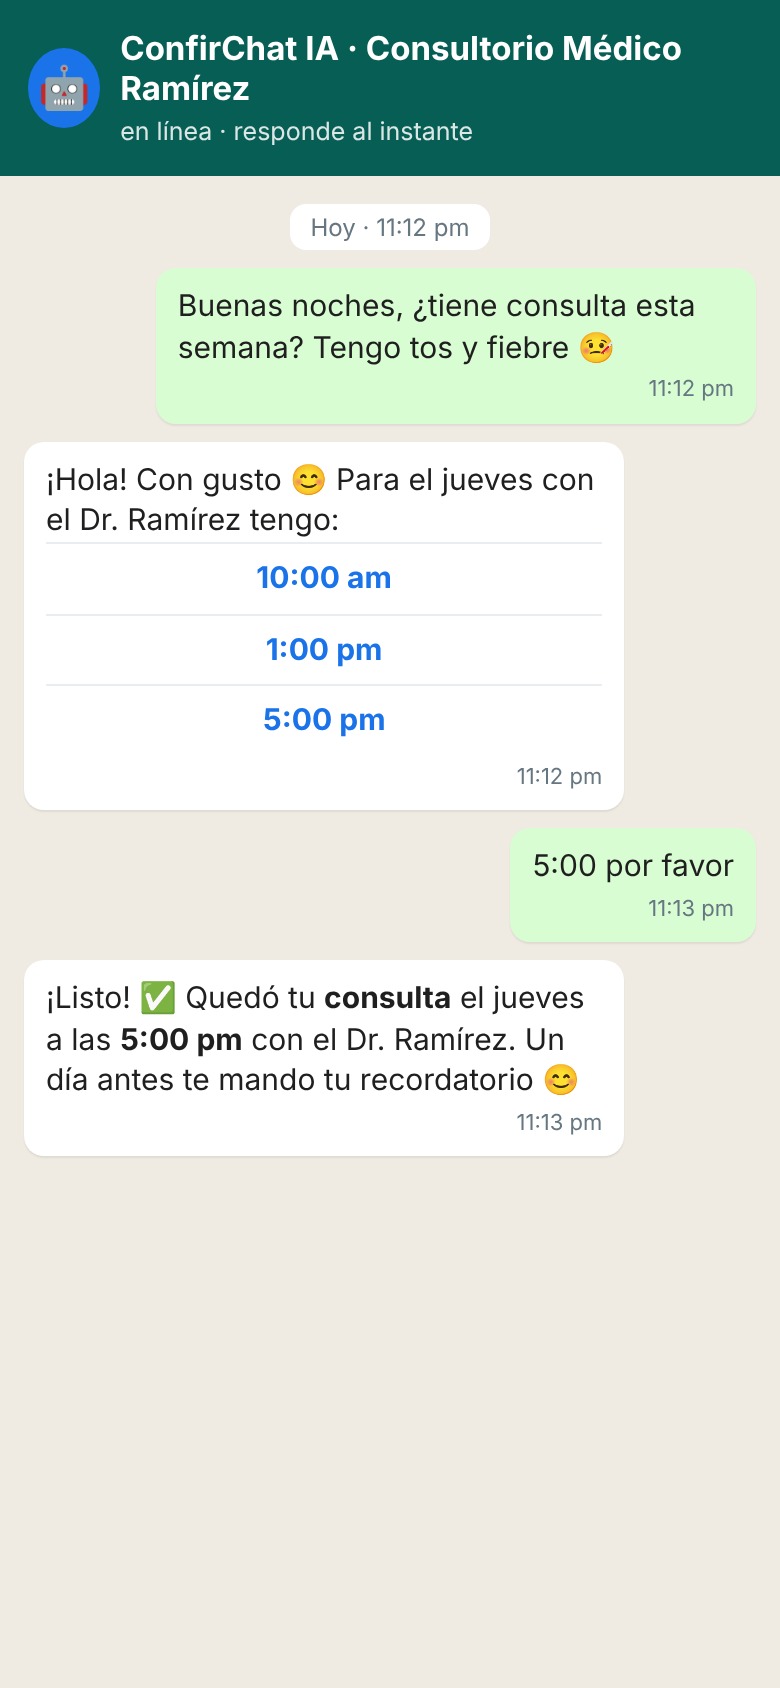 ConfirChat IA · Consultorio Médico
Ramírez
en línea · responde al instante
Hoy · 11:12 pm
Buenas noches, ¿tiene consulta esta
semana? Tengo tos y fiebre 🤒
11:12 pm
¡Hola! Con gusto 😊 Para el jueves con
el Dr. Ramírez tengo:
10:00 am
1:00 pm
5:00 pm
11:12 pm
5:00 por favor
11:13 pm
¡Listo! ✅ Quedó tu consulta el jueves
a las 5:00 pm con el Dr. Ramírez. Un
día antes te mando tu recordatorio 😊
11:13 pm